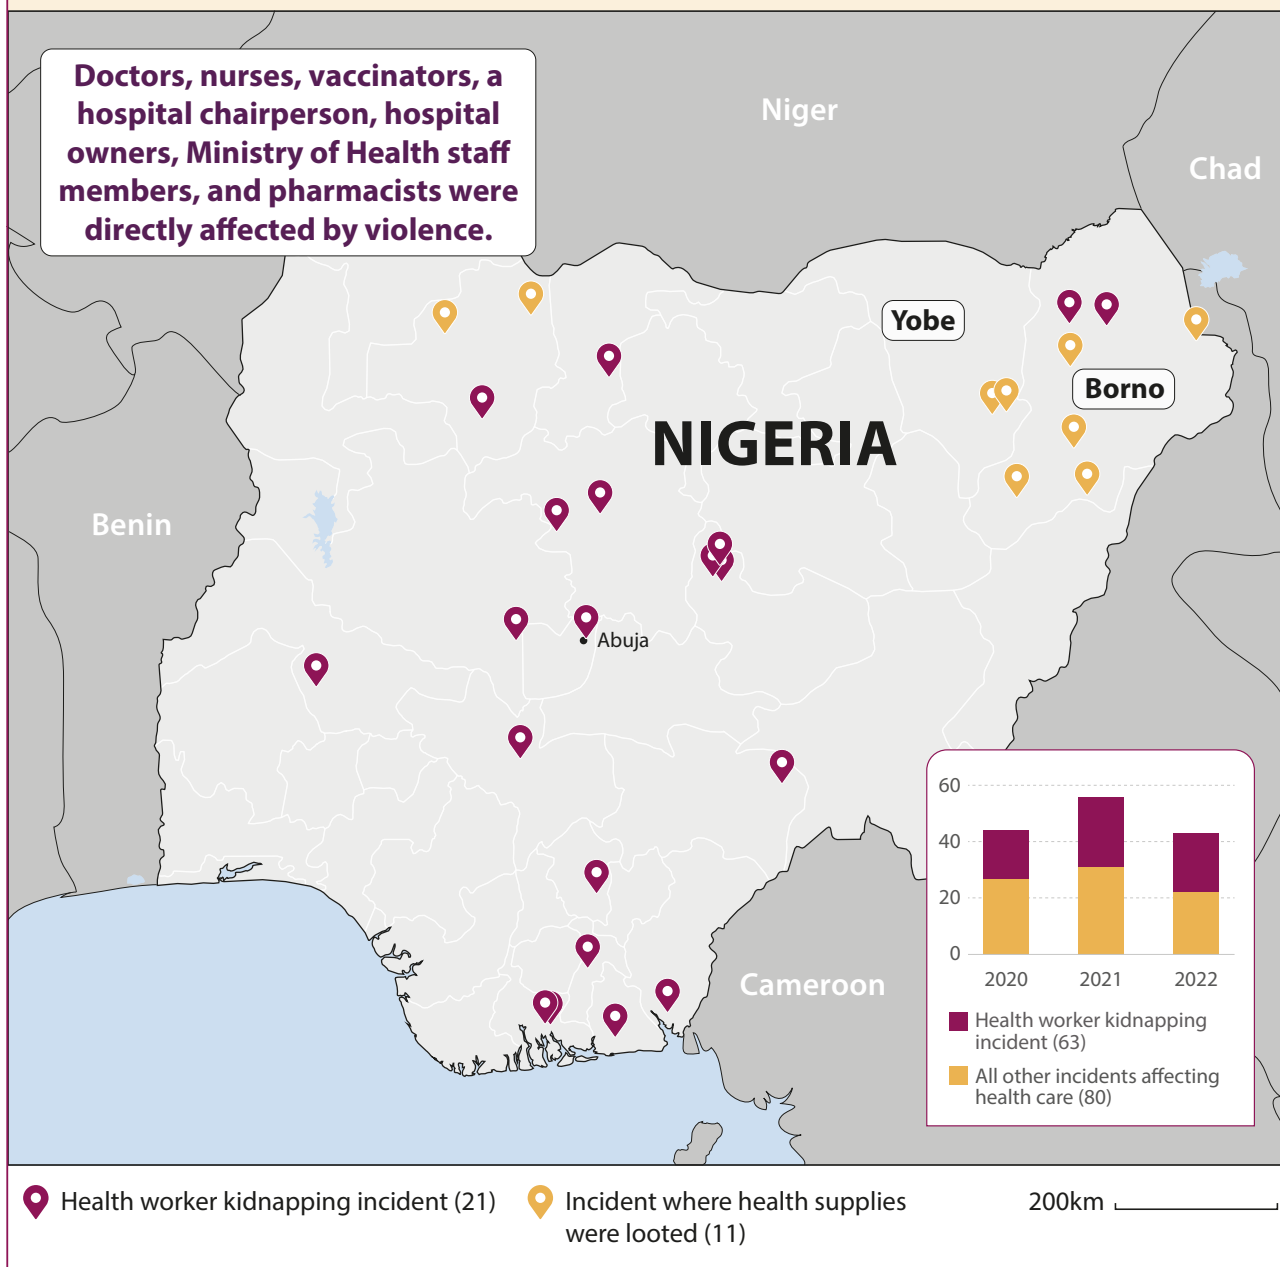 Doctors, nurses, vaccinators, a
hospital chairperson, hospital
owners, Ministry of Health staff
members, and pharmacists were
directly affected by violence.
Niger
Chad
Yobe
Borno
NIGERIA
Benin
Abuja
Cameroon
60
40
20
0
2020 2021 2022
Health worker kidnapping
incident (63)
All other incidents affecting
health care (80)
Health worker kidnapping incident (21)
Incident where health supplies
were looted (11)
200km